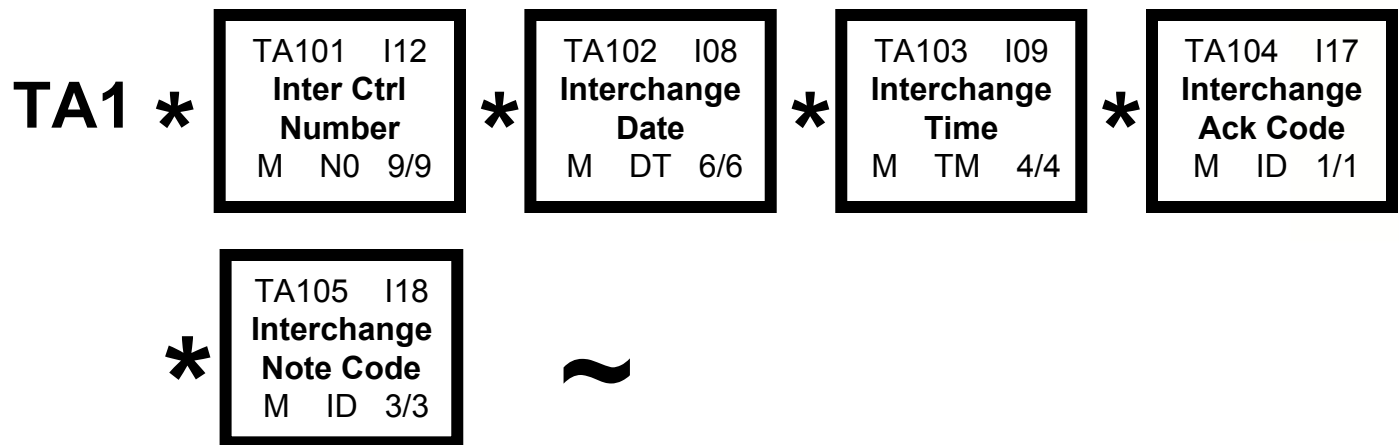 TA1 * TA101 I12 * TA102 I08 * TA103 I09 * TA104 I17
Inter Ctrl Interchange Interchange Interchange
Number Date Time Ack Code
M N0 9/9 M DT 6/6 M TM 4/4 M ID 1/1
* TA105 I18 ~
Interchange
Note Code
M ID 3/3